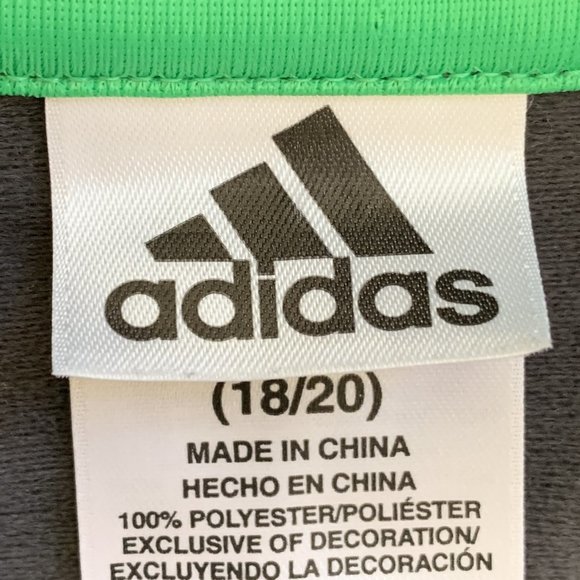 adidas
(18/20)
MADE IN CHINA
HECHO EN CHINA
100% POLYESTER/POLIÉSTER
EXCLUSIVE OF DECORATION/
EXCLUYENDO LA DECORACIÓN